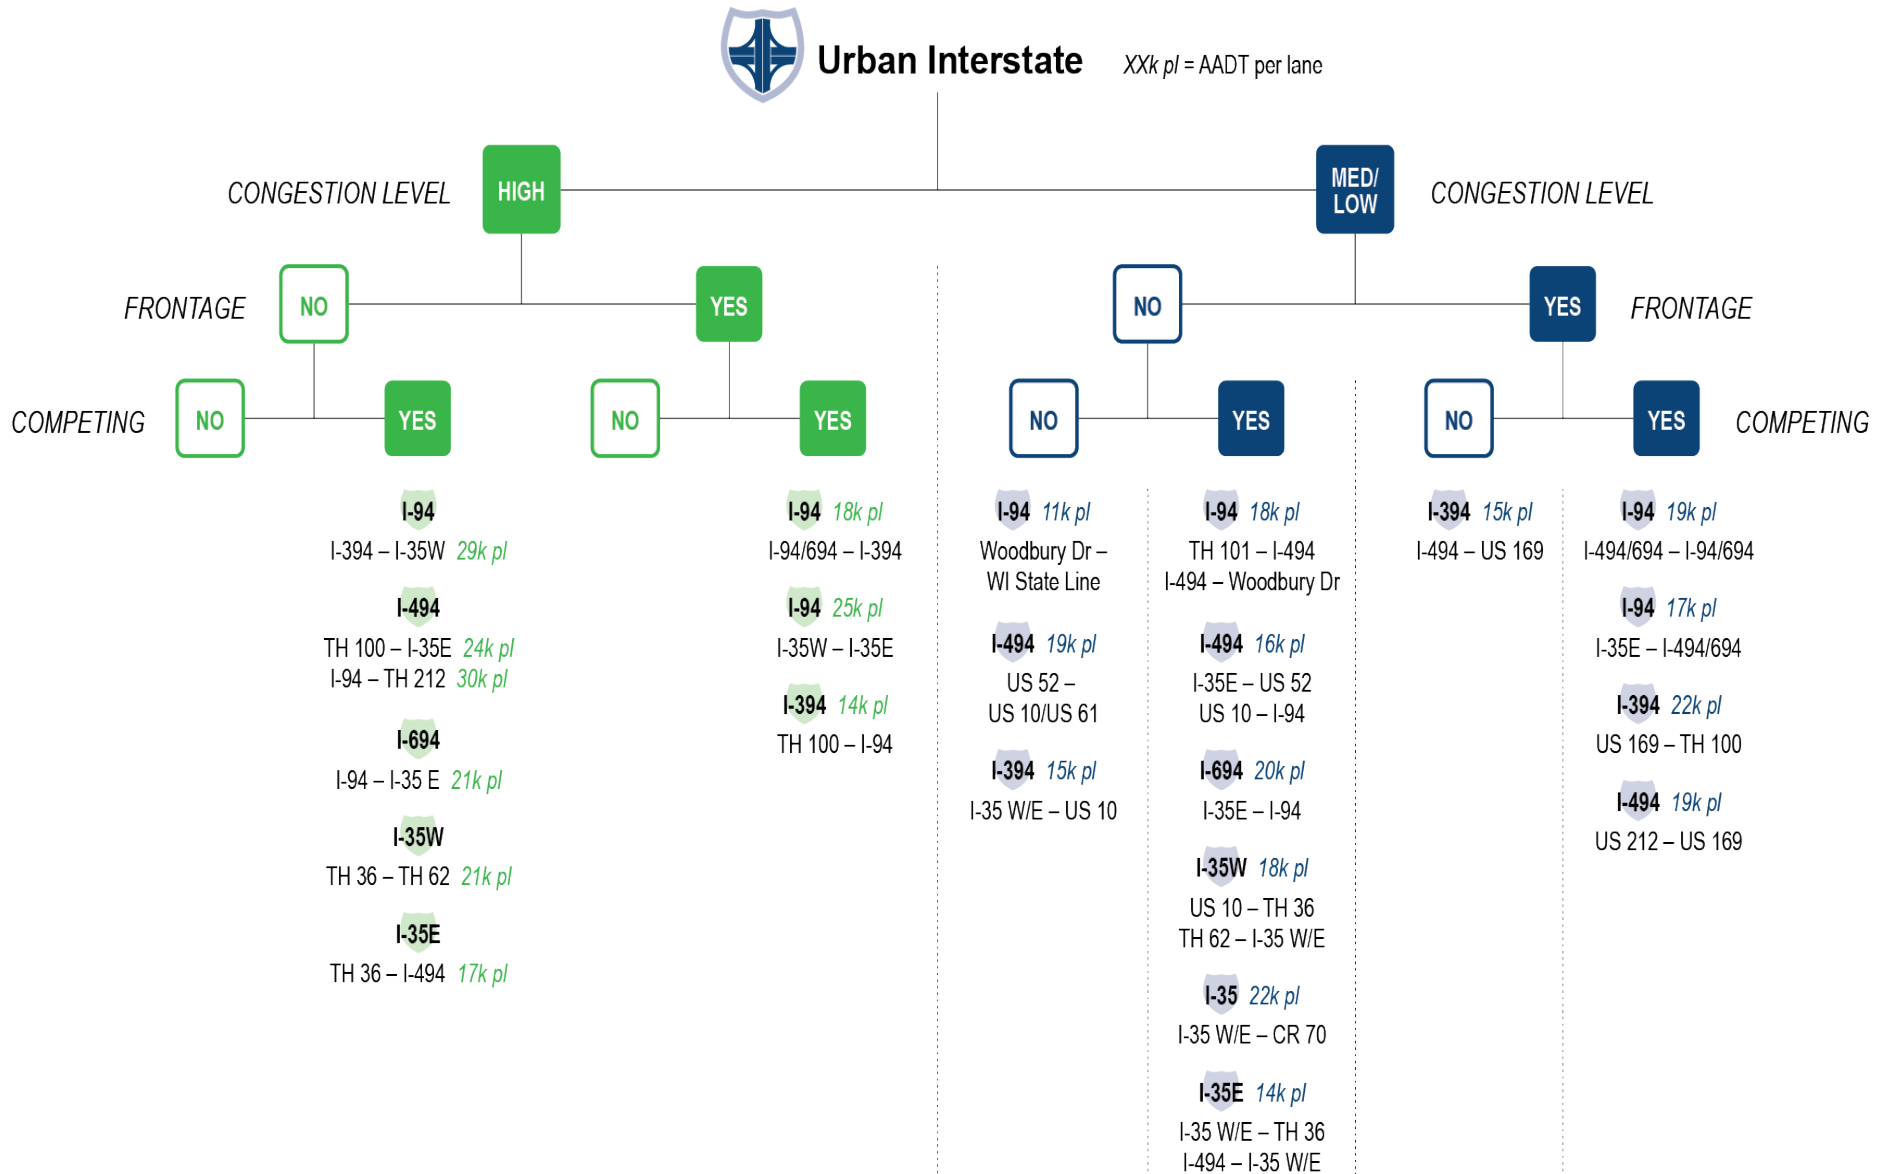 Urban Interstate
XXk pl = AADT per lane
CONGESTION LEVEL
HIGH
MED/
LOW
CONGESTION LEVEL
FRONTAGE
NO
YES
NO
YES
FRONTAGE
COMPETING
NO
YES
NO
YES
NO
YES
NO
YES
COMPETING
I-94
I-394 – I-35W 29k pl
I-494
TH 100 – I-35E 24k pl
I-94 – TH 212 30k pl
I-694
I-94 – I-35 E 21k pl
I-35W
TH 36 – TH 62 21k pl
I-35E
TH 36 – I-494 17k pl
I-94 18k pl
I-94/694 – I-394
I-94 25k pl
I-35W – I-35E
I-394 14k pl
TH 100 – I-94
I-94 11k pl
Woodbury Dr –
WI State Line
I-494 19k pl
US 52 –
US 10/US 61
I-394 15k pl
I-35 W/E – US 10
I-94 18k pl
TH 101 – I-494
I-494 – Woodbury Dr
I-494 16k pl
I-35E – US 52
US 10 – I-94
I-694 20k pl
I-35E – I-94
I-35W 18k pl
US 10 – TH 36
TH 62 – I-35 W/E
I-35 22k pl
I-35 W/E – CR 70
I-35E 14k pl
I-35 W/E – TH 36
I-494 – I-35 W/E
I-394 15k pl
I-494 – US 169
I-94 19k pl
I-494/694 – I-94/694
I-94 17k pl
I-35E – I-494/694
I-394 22k pl
US 169 – TH 100
I-494 19k pl
US 212 – US 169